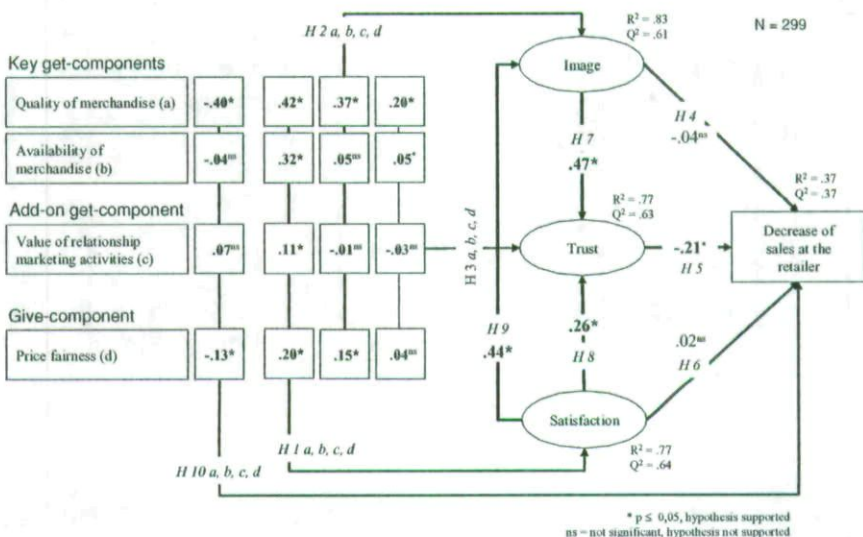 H 2 a, b, c, d
R² = .83
Q² = .61
N = 299
Key get-components
Image
Quality of merchandise (a) -.40* .42* .37* .20*
H 4
-.04ns
H 7
.47*
Availability of
merchandise (b) -.04ns .32* .05ns .05*
R² = .37
Q² = .37
R² = .77
Q² = .63
Add-on get-component
Value of relationship
marketing activities (c) .07ns .11* -.01ns -.03ns
H 3 a, b, c, d
Trust
-.21*
H 5
Decrease of
sales at the
retailer
Give-component
H 9
.44*
.26*
H 8
.02ns
H 6
Price fairness (d) -.13* .20* .15* .04ns
Satisfaction
H 1 a, b, c, d
R² = .77
Q² = .64
H 10 a, b, c, d
* p ≤ 0,05, hypothesis supported
ns – not significant, hypothesis not supported